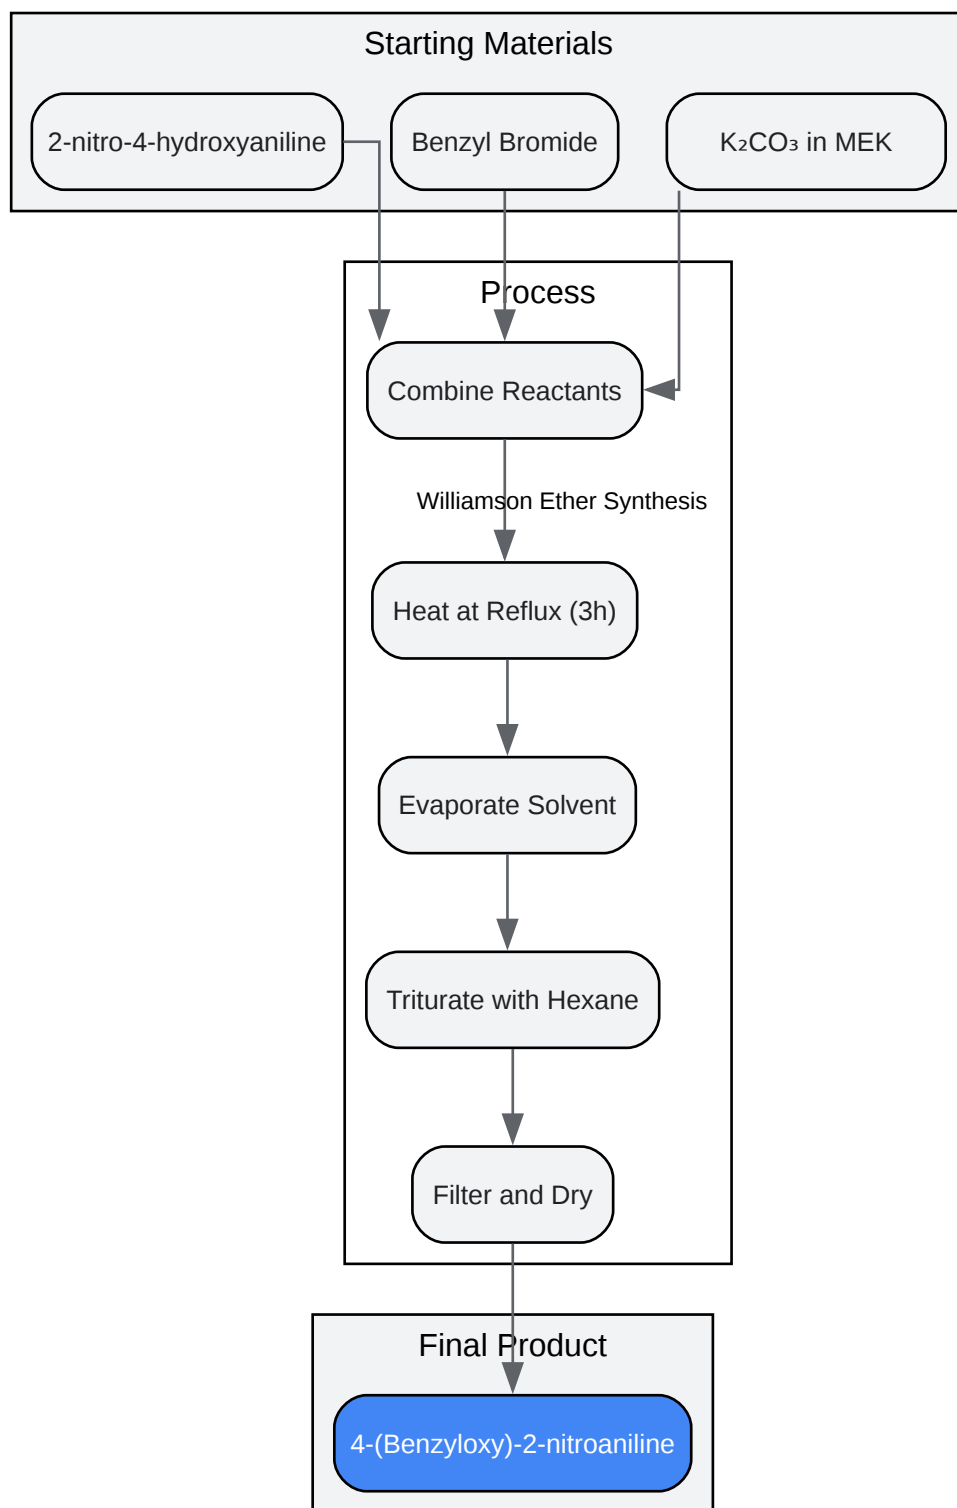 Starting Materials
2-nitro-4-hydroxyaniline
Benzyl Bromide
K₂CO₃ in MEK
Process
Combine Reactants
Williamson Ether Synthesis
Heat at Reflux (3h)
Evaporate Solvent
Triturate with Hexane
Filter and Dry
Final Product
4-(Benzyloxy)-2-nitroaniline